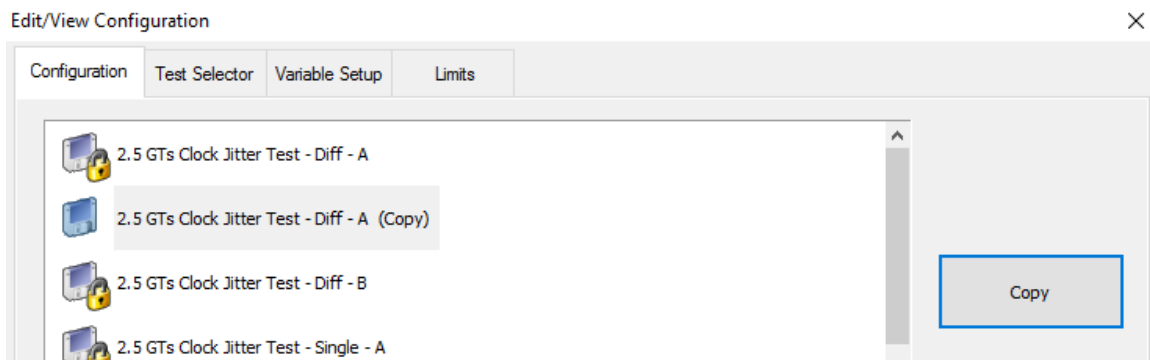 Edit/View Configuration
Configuration Test Selector Variable Setup Limits
2.5 GTs Clock Jitter Test - Diff - A
2.5 GTs Clock Jitter Test - Diff - A (Copy)
2.5 GTs Clock Jitter Test - Diff - B
Copy
2.5 GTs Clock Jitter Test - Single - A